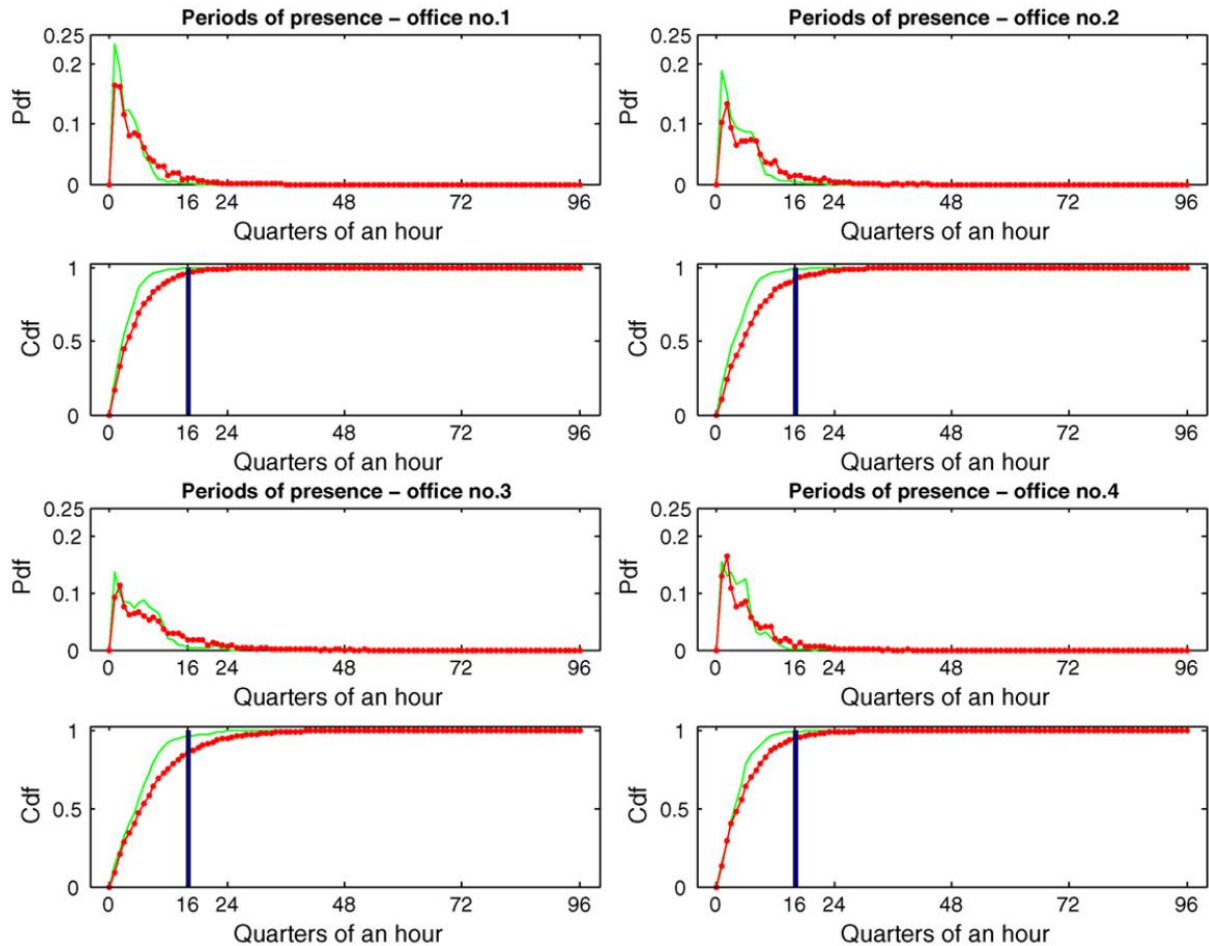 Periods of presence – office no.1
0.25
0.2
0.1
0
Pdf
0 16 24 48 72 96
Quarters of an hour
1
0.5
0
Cdf
0 16 24 48 72 96
Quarters of an hour
Periods of presence – office no.2
0.25
0.2
0.1
0
Pdf
0 16 24 48 72 96
Quarters of an hour
1
0.5
0
Cdf
0 16 24 48 72 96
Quarters of an hour
Periods of presence – office no.3
0.25
0.2
0.1
0
Pdf
0 16 24 48 72 96
Quarters of an hour
1
0.5
0
Cdf
0 16 24 48 72 96
Quarters of an hour
Periods of presence – office no.4
0.25
0.2
0.1
0
Pdf
0 16 24 48 72 96
Quarters of an hour
1
0.5
0
Cdf
0 16 24 48 72 96
Quarters of an hour